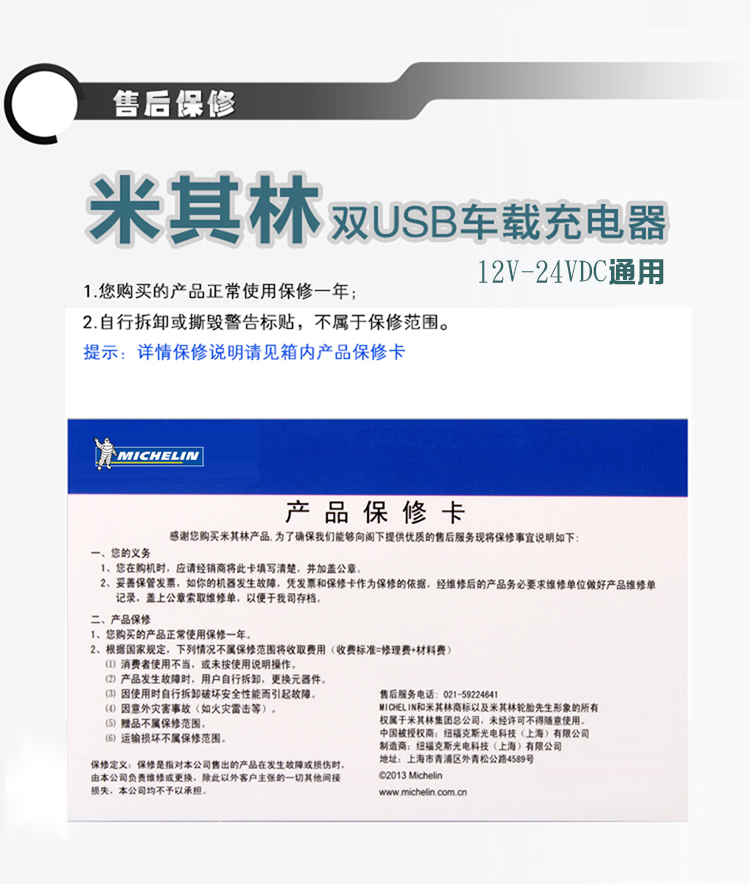 售后保修
米其林双USB车载充电器
12V-24VDC通用
1.您购买的产品正常使用保修一年;
2.自行拆卸或撕毁警告标贴，不属于保修范围。
提示：详情保修说明请见箱内产品保修卡
MICHELIN
产品保修卡
感谢您购买米其林产品,为了确保我们能够向阁下提供优质的售后服务现将保修事宜说明如下:
一、您的义务
1、您在购机时，应请经销商将此卡填写清楚，并加盖公章。
2、妥善保管发票，如你的机器发生故障，凭发票和保修卡作为保修的依据，经维修后的产品务必要求维修单位做好产品维修单
记录，盖上公章索取维修单，以便于我司存档。
二、产品保修
1、您购买的产品正常使用保修一年。
2、根据国家规定，下列情况不属保修范围将收取费用（收费标准=修理费+材料费）
⑴ 消费者使用不当，或未按使用说明操作。
⑵ 产品发生故障时，用户自行拆卸，更换元器件。
⑶ 因使用时自行拆卸破坏安全性能而引起故障。
⑷ 因意外灾害事故（如火灾雷击等）。
⑸ 赠品不属保修范围。
⑹ 运输损坏不属保修范围。
保修定义：保修是指对本公司售出的产品在发生故障或损伤时，
由本公司负责维修或更换，除此以外客户主张的一切其他间接
损失，本公司均不予以承担。
售后服务电话：021-59224641
MICHELIN和米其林商标以及米其林轮胎先生形象的所有
权属于米其林集团总公司，未经许可不得随意使用。
中国被授权商：纽福克斯光电科技（上海）有限公司
制造商：纽福克斯光电科技（上海）有限公司
地址：上海市青浦区外青松公路4589号
©2013 Michelin
www.michelin.com.cn